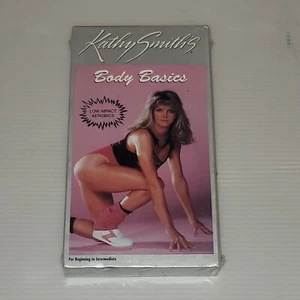 Kathy Smith's
Body Basics
LOW IMPACT
AEROBICS
For Beginning to Intermediate